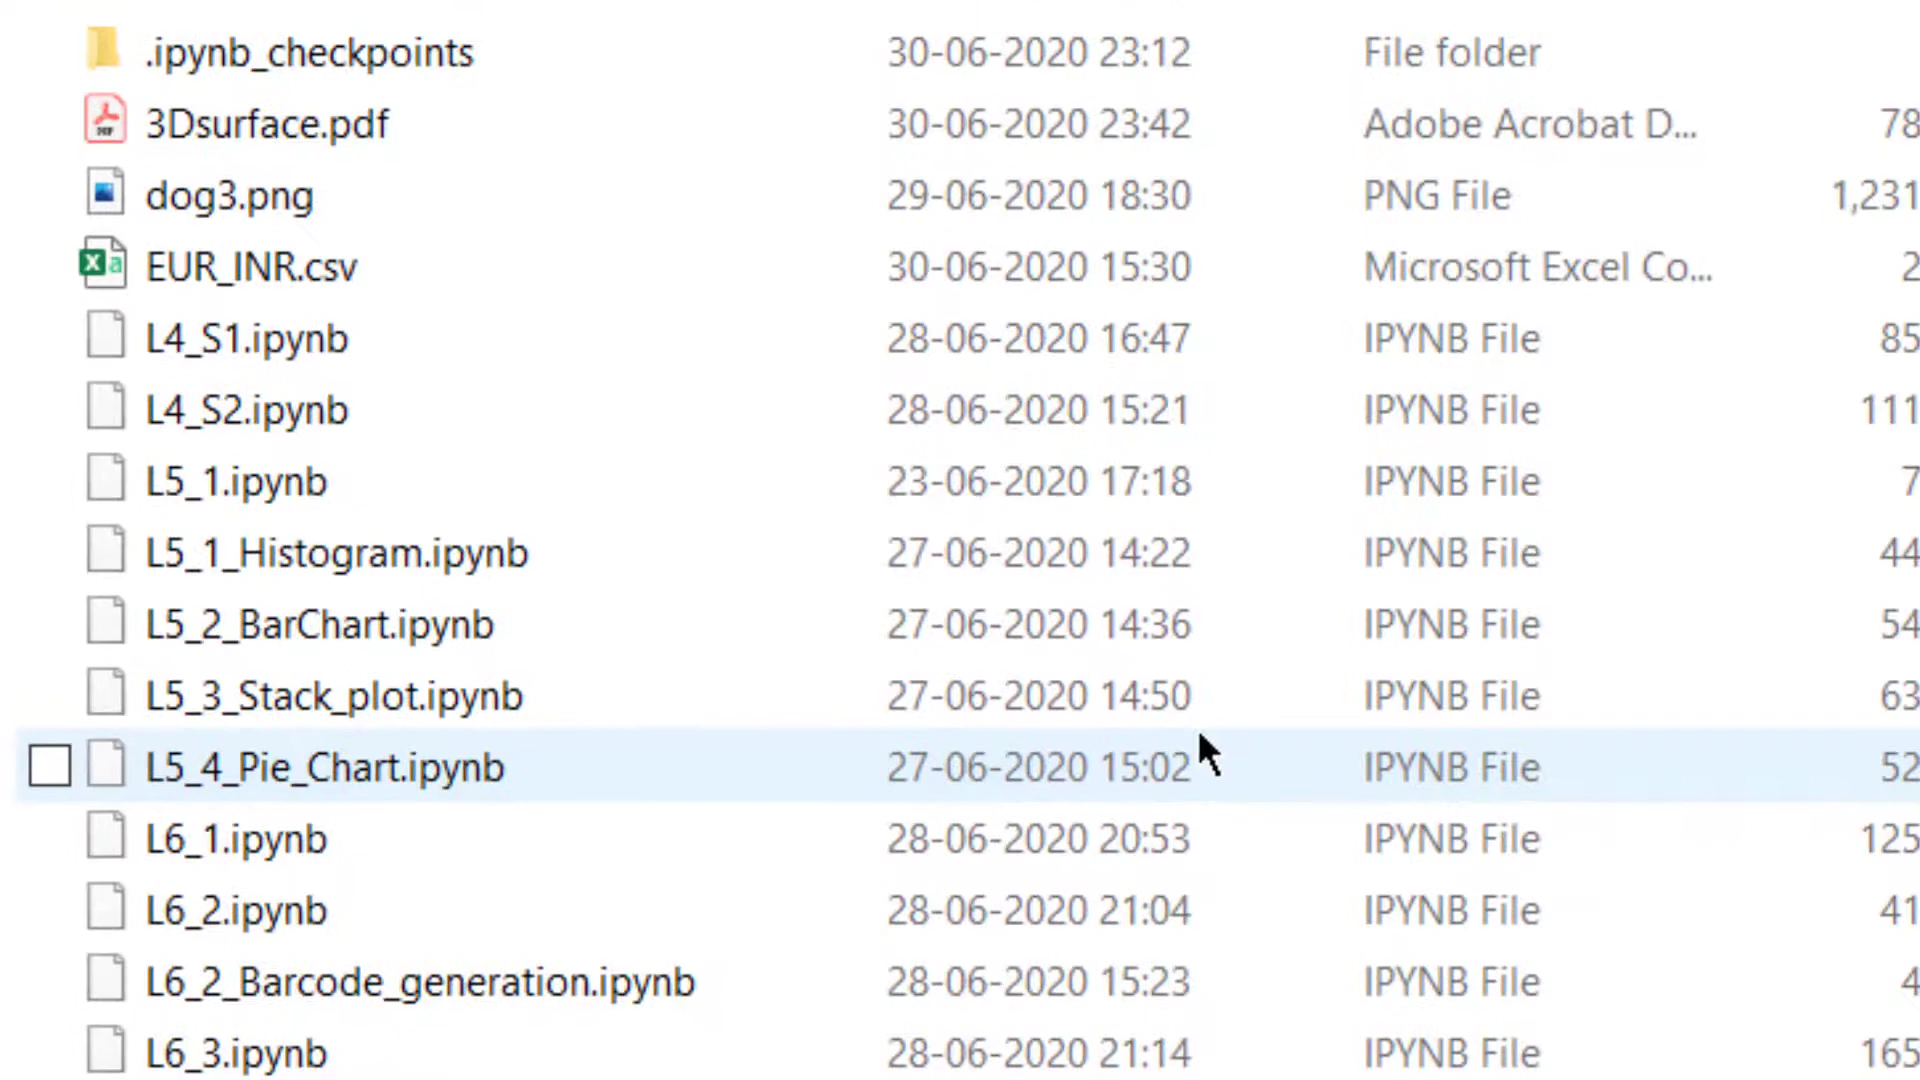 .ipynb_checkpoints 30-06-2020 23:12 File folder
3Dsurface.pdf 30-06-2020 23:42 Adobe Acrobat D... 78
dog3.png 29-06-2020 18:30 PNG File 1,231
EUR_INR.csv 30-06-2020 15:30 Microsoft Excel Co... 2
L4_S1.ipynb 28-06-2020 16:47 IPYNB File 85
L4_S2.ipynb 28-06-2020 15:21 IPYNB File 111
L5_1.ipynb 23-06-2020 17:18 IPYNB File 7
L5_1_Histogram.ipynb 27-06-2020 14:22 IPYNB File 44
L5_2_BarChart.ipynb 27-06-2020 14:36 IPYNB File 54
L5_3_Stack_plot.ipynb 27-06-2020 14:50 IPYNB File 63
L5_4_Pie_Chart.ipynb 27-06-2020 15:02 IPYNB File 52
L6_1.ipynb 28-06-2020 20:53 IPYNB File 125
L6_2.ipynb 28-06-2020 21:04 IPYNB File 41
L6_2_Barcode_generation.ipynb 28-06-2020 15:23 IPYNB File 4
L6_3.ipynb 28-06-2020 21:14 IPYNB File 165